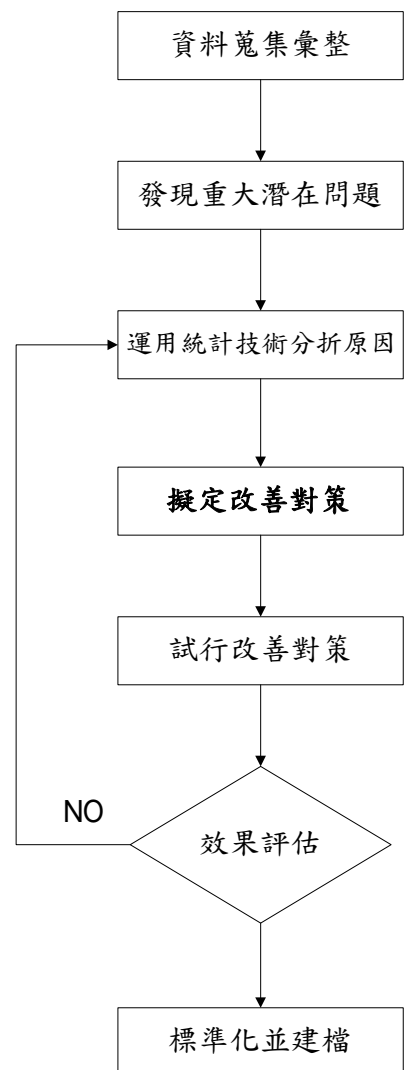 資料蒐集彙整
發現重大潛在問題
運用統計技術分折原因
擬定改善對策
試行改善對策
NO
效果評估
標準化並建檔